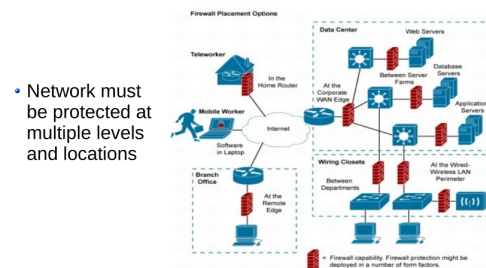 Network must
be protected at
multiple levels
and locations
Firewall Placement Options
Teleworker
In the
Home Router
Mobile Worker
Software
in Laptop
Internet
Branch
Office
At the
Remote
Edge
Data Center
Web Servers
Database
Servers
Between Server
Farms
At the
Corporate
WAN Edge
Application
Servers
Wiring Closets
Between
Departments
At the Wired-
Wireless LAN
Perimeter
= Firewall capability. Firewall protection might be
deployed in a number of form factors.